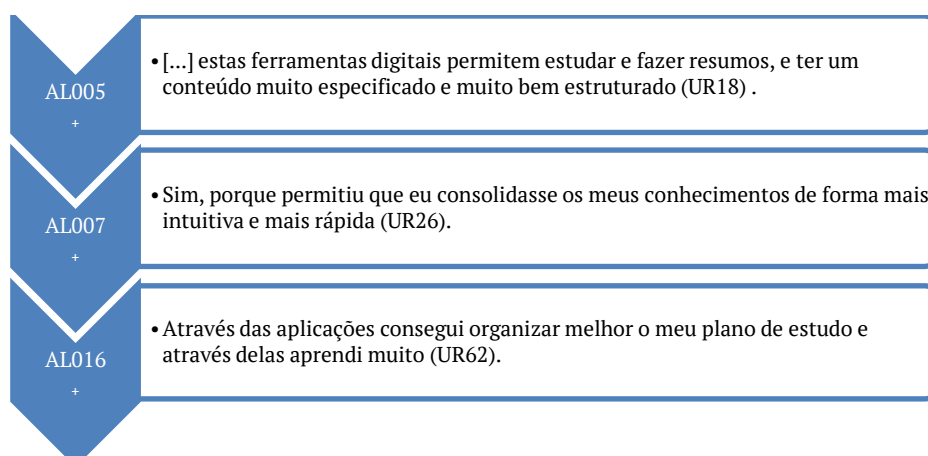 AL005
+
• [...] estas ferramentas digitais permitem estudar e fazer resumos, e ter um
conteúdo muito especificado e muito bem estruturado (UR18) .
AL007
+
• Sim, porque permitiu que eu consolidasse os meus conhecimentos de forma mais
intuitiva e mais rápida (UR26).
AL016
+
• Através das aplicações consegui organizar melhor o meu plano de estudo e
através delas aprendi muito (UR62).